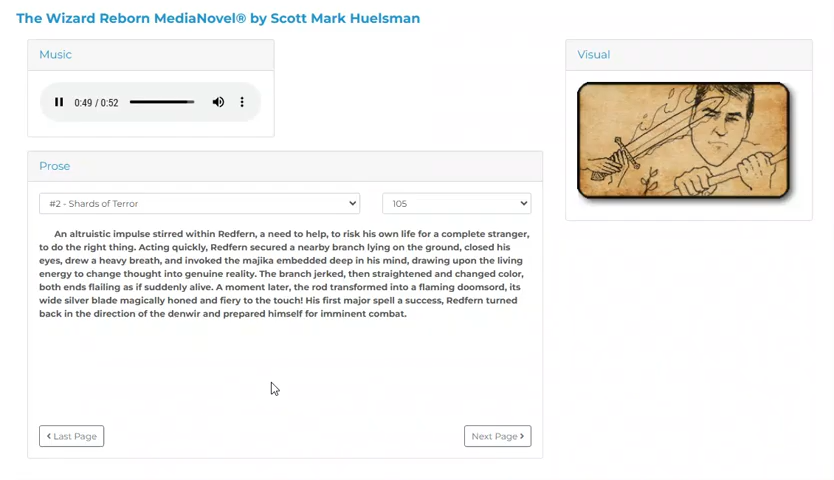 The Wizard Reborn MediaNovel® by Scott Mark Huelsman
Music
0:49 / 0:52
Visual
Prose
#2 - Shards of Terror
105
An altruistic impulse stirred within Redfern, a need to help, to risk his own life for a complete stranger,
to do the right thing. Acting quickly, Redfern secured a nearby branch lying on the ground, closed his
eyes, drew a heavy breath, and invoked the majika embedded deep in his mind, drawing upon the living
energy to change thought into genuine reality. The branch jerked, then straightened and changed color,
both ends flailing as if suddenly alive. A moment later, the rod transformed into a flaming doomsord, its
wide silver blade magically honed and fiery to the touch! His first major spell a success, Redfern turned
back in the direction of the denwir and prepared himself for imminent combat.
Last Page
Next Page